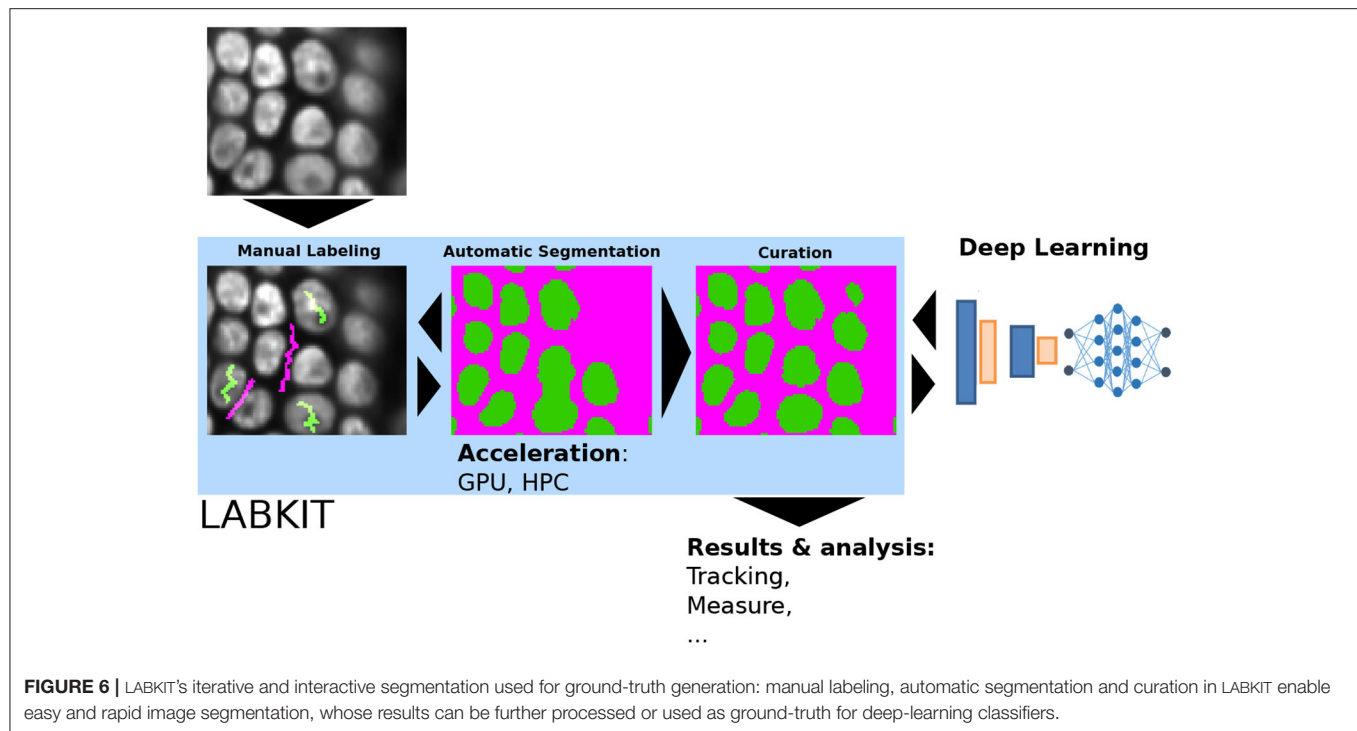 Manual Labeling
Automatic Segmentation
Curation
Deep Learning
Acceleration:
GPU, HPC
LABKIT
Results & analysis:
Tracking,
Measure,
...
FIGURE 6 | LABKIT's iterative and interactive segmentation used for ground-truth generation: manual labeling, automatic segmentation and curation in LABKIT enable
easy and rapid image segmentation, whose results can be further processed or used as ground-truth for deep-learning classifiers.